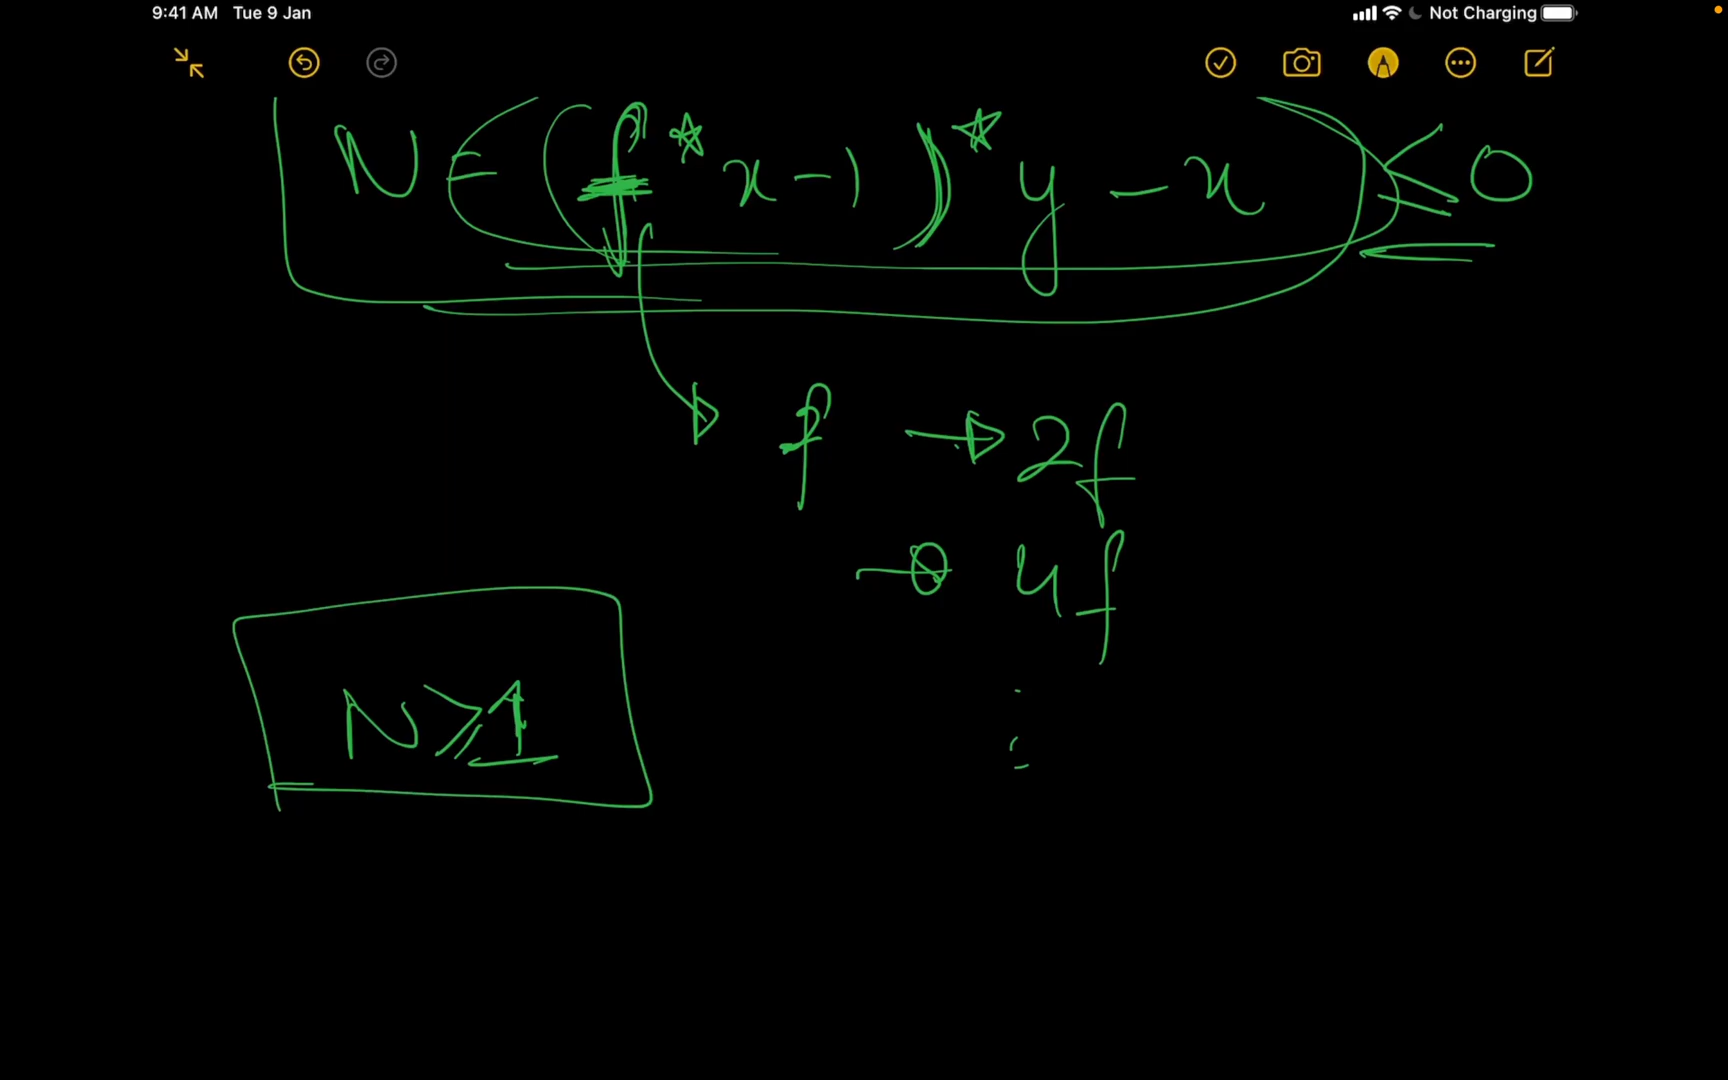 9:41 AM Tue 9 Jan Not Charging
N - ((f * x - 1)) * y - x) ≤ 0
f → 2f
→ 4f
:
N ≥ 1